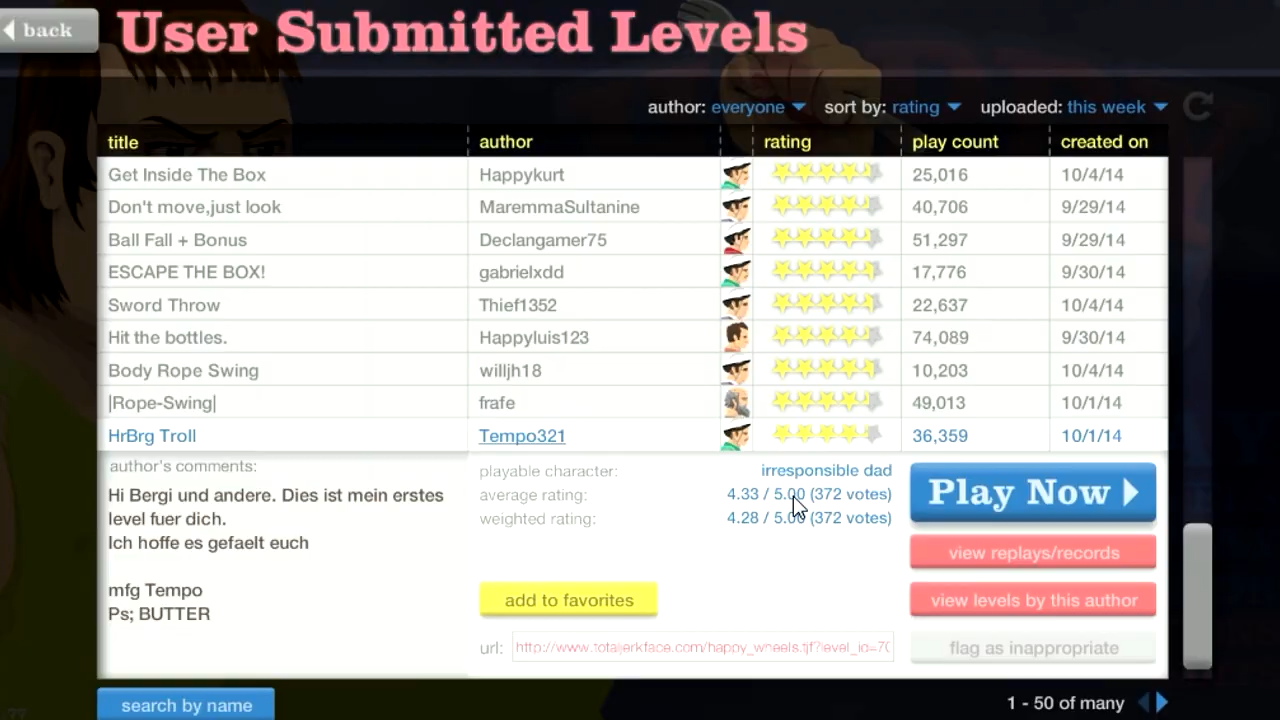 back
User Submitted Levels
author: everyone sort by: rating uploaded: this week
title author rating play count created on
Get Inside The Box Happykurt 25,016 10/4/14
Don't move,just look MaremmaSultanine 40,706 9/29/14
Ball Fall + Bonus Declangamer75 51,297 9/29/14
ESCAPE THE BOX! gabrielxdd 17,776 9/30/14
Sword Throw Thief1352 22,637 10/4/14
Hit the bottles. Happyluis123 74,089 9/30/14
Body Rope Swing willjh18 10,203 10/4/14
|Rope-Swing| frafe 49,013 10/1/14
HrBrg Troll Tempo321 36,359 10/1/14
author's comments:
Hi Bergi und andere. Dies ist mein erstes
level fuer dich.
Ich hoffe es gefaelt euch
mfg Tempo
Ps; BUTTER
playable character: irresponsible dad
average rating: 4.33 / 5.00 (372 votes)
weighted rating: 4.28 / 5.00 (372 votes)
add to favorites
url: http://www.totaljerkface.com/happy_wheels.tjf?level_id=70
Play Now
view replays/records
view levels by this author
flag as inappropriate
search by name
1 - 50 of many